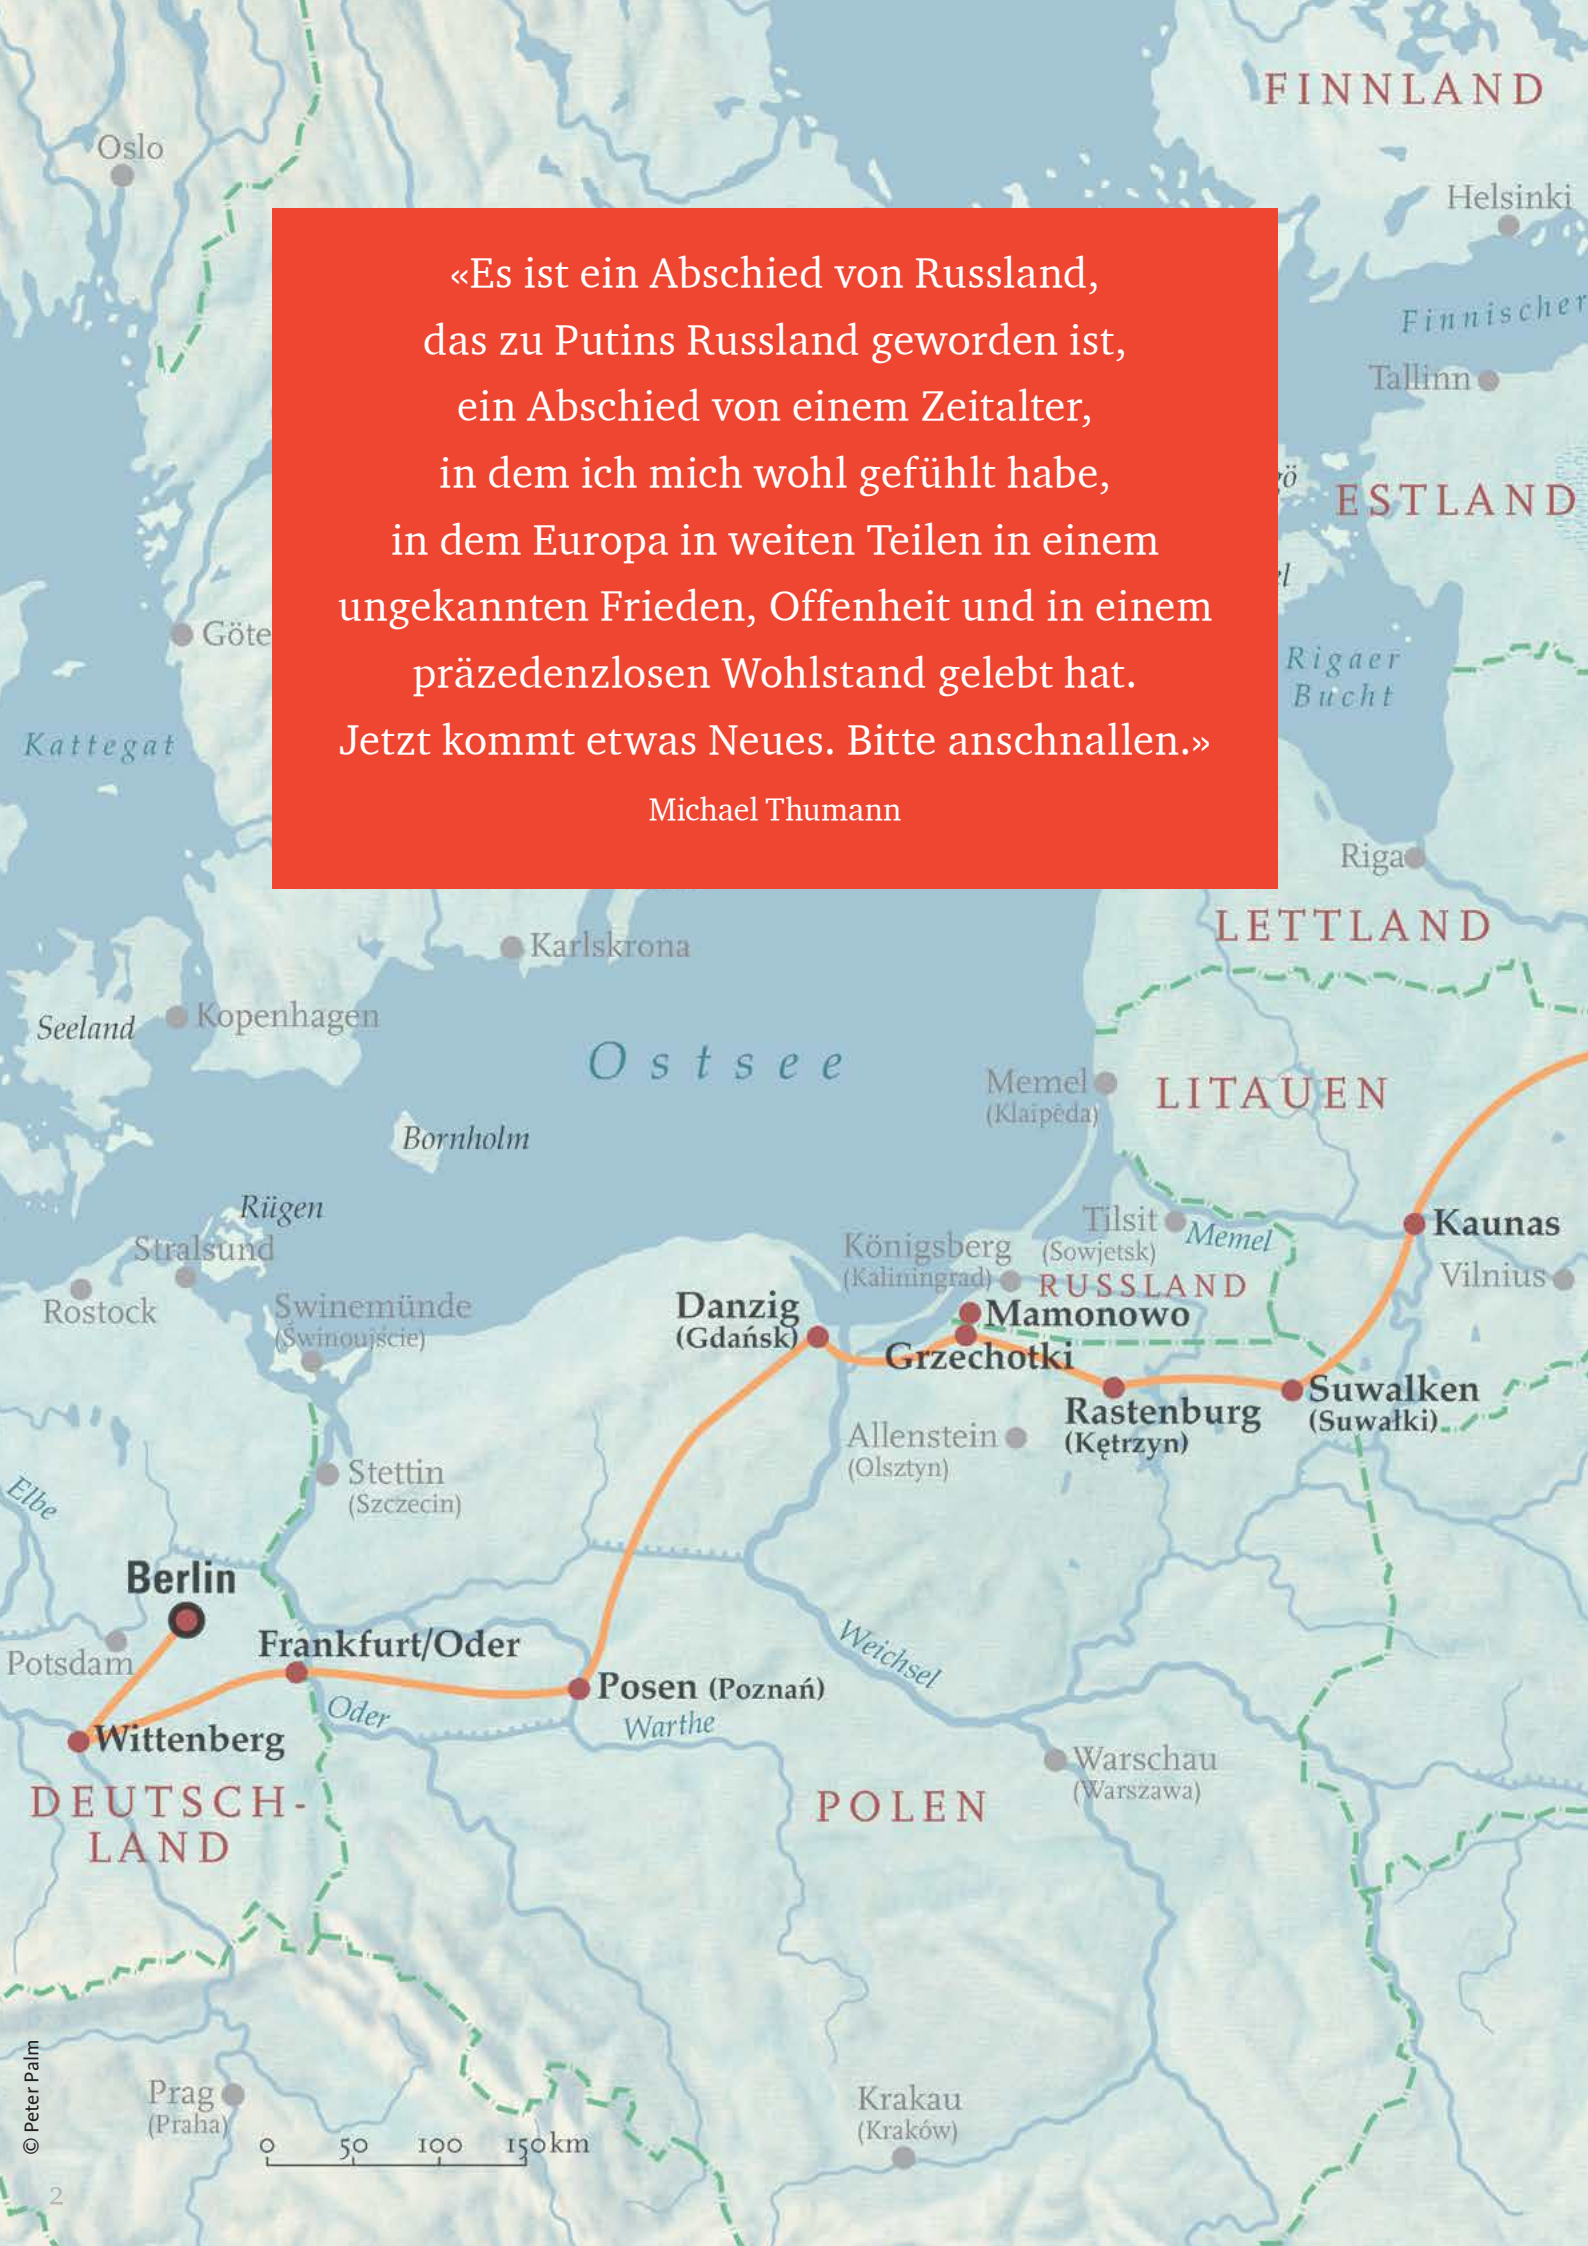 FINNLAND
Oslo
Helsinki
«Es ist ein Abschied von Russland,
das zu Putins Russland geworden ist,
ein Abschied von einem Zeitalter,
in dem ich mich wohl gefühlt habe,
in dem Europa in weiten Teilen in einem
ungekannten Frieden, Offenheit und in einem
präzedenzlosen Wohlstand gelebt hat.
Jetzt kommt etwas Neues. Bitte anschnallen.»
Michael Thumann
Finnischer
Tallinn
ESTLAND
Göte
Rigaer
Bucht
Kattegat
Riga
LETTLAND
Karlskrona
Kopenhagen
Seeland
Ostsee
Memel
(Klaipėda)
LITAUEN
Bornholm
Rügen
Stralsund
Rostock
Swinemünde
(Świnoujście)
Königsberg
(Kaliningrad)
Tilsit
(Sowjetsk)
Memel
Kaunas
Vilnius
RUSSLAND
Danzig
(Gdańsk)
Mamonowo
Grzechotki
Rastenburg
(Kętrzyn)
Suwalken
(Suwałki)
Allenstein
(Olsztyn)
Stettin
(Szczecin)
Elbe
Berlin
Potsdam
Frankfurt/Oder
Posen (Poznań)
Weichsel
Oder
Warthe
Wittenberg
Warschau
(Warszawa)
DEUTSCH-
LAND
POLEN
Prag
(Praha)
Krakau
(Kraków)
0 50 100 150 km
© Peter Palm
2